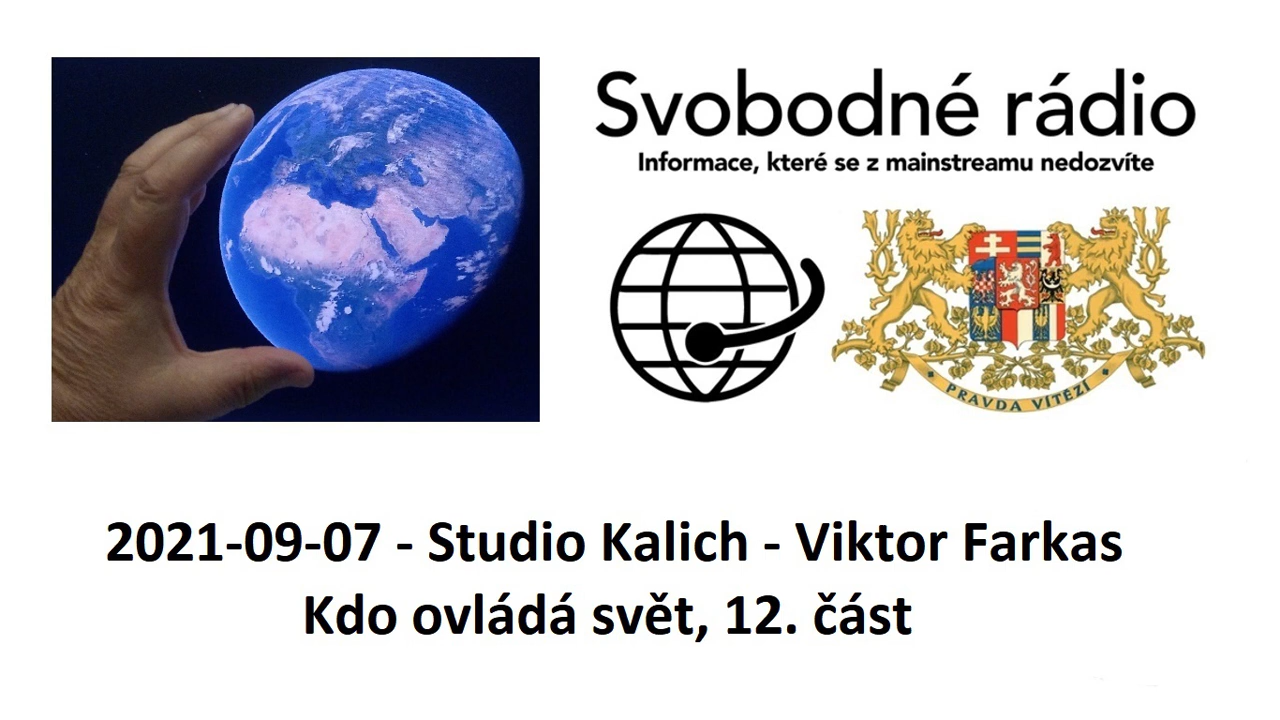 Svobodné rádio
Informace, které se z mainstreamu nedozvíte
PRAVDA VÍTĚZÍ
2021-09-07 - Studio Kalich - Viktor Farkas
Kdo ovládá svět, 12. část